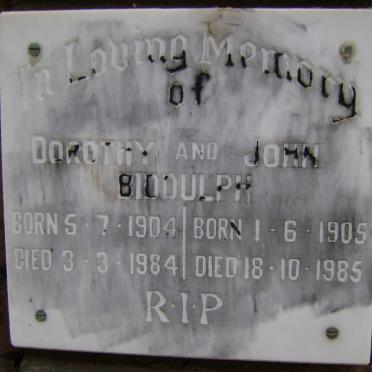 In Loving Memory
of
DOROTHY AND JOHN
BIDDULPH
BORN 5·7·1904 BORN 1·6·1905
DIED 3·3·1984 DIED 18·10·1985
R·I·P